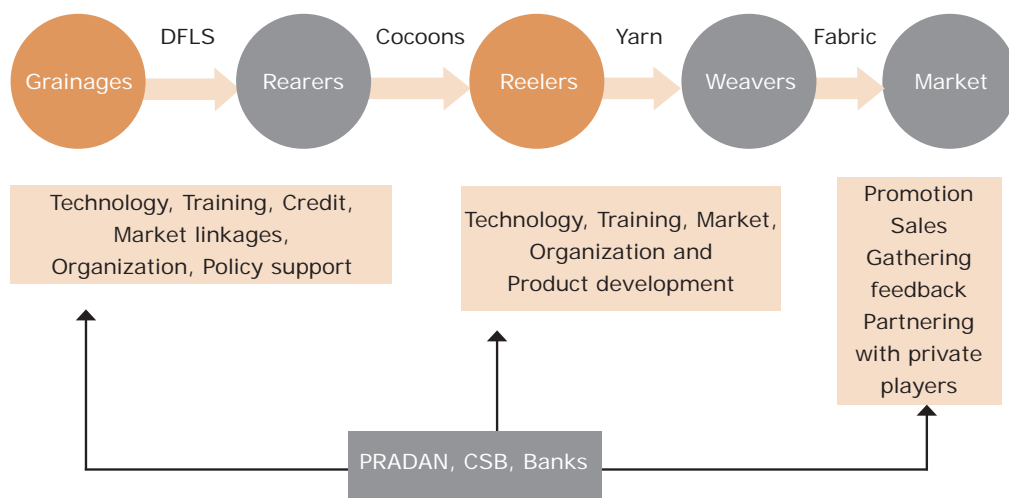 DFLS
Cocoons
Yarn
Fabric
Grainages
Rearers
Reelers
Weavers
Market
Technology, Training, Credit,
Market linkages,
Organization, Policy support
Technology, Training, Market,
Organization and
Product development
Promotion
Sales
Gathering
feedback
Partnering
with private
players
PRADAN, CSB, Banks